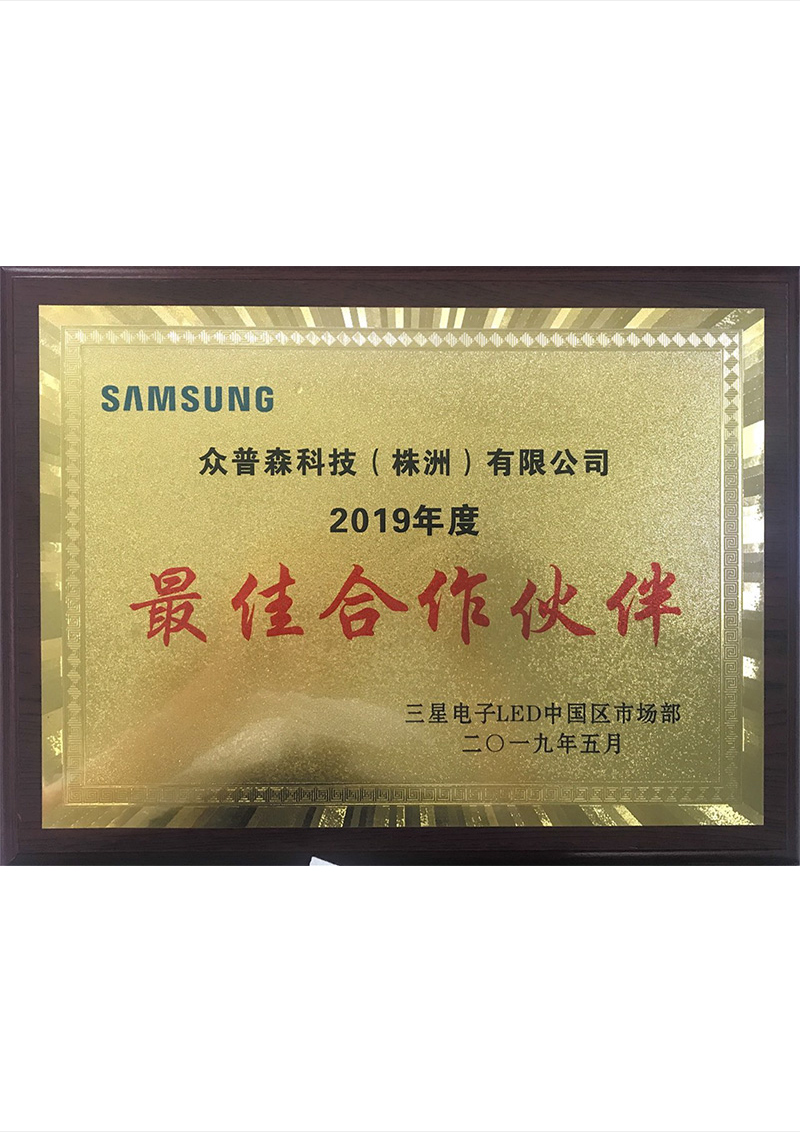 SAMSUNG
众普森科技（株洲）有限公司
2019年度
最佳合作伙伴
三星电子LED中国区市场部
二〇一九年五月